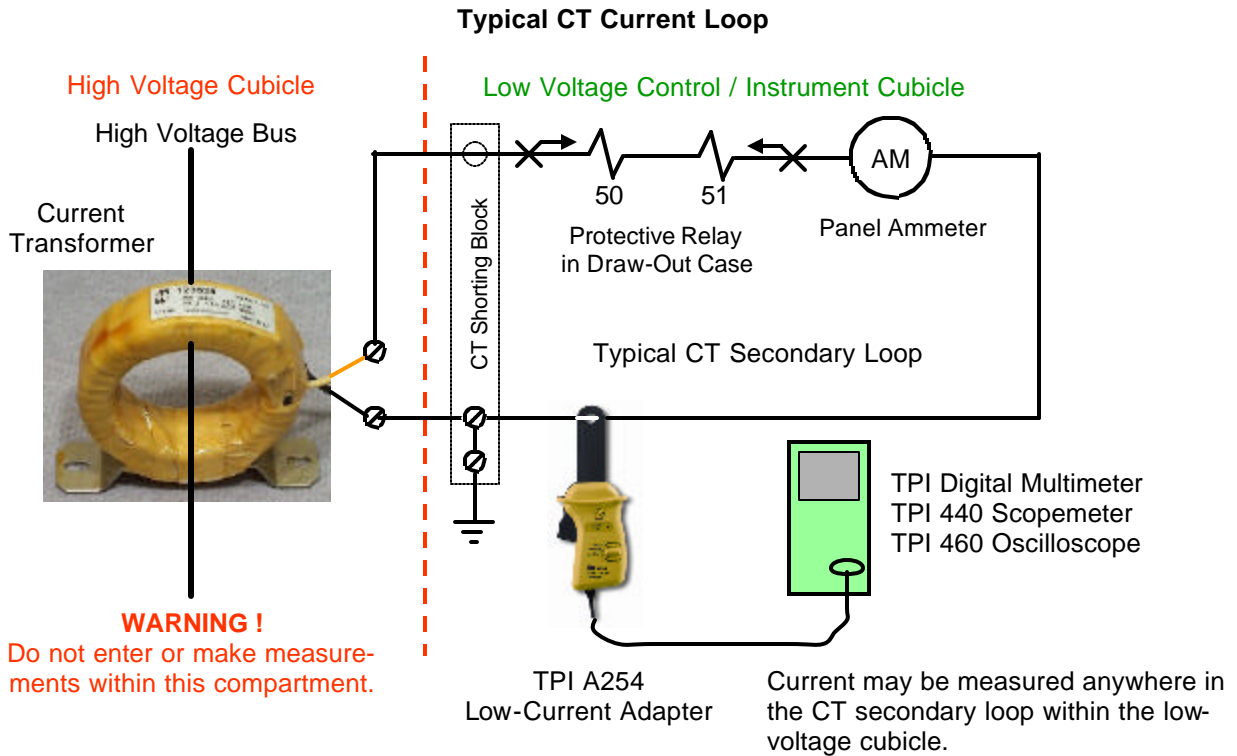 Typical CT Current Loop
High Voltage Cubicle
Low Voltage Control / Instrument Cubicle
High Voltage Bus
AM
Current
Transformer
50
51
Panel Ammeter
Protective Relay
in Draw-Out Case
CT Shorting Block
Typical CT Secondary Loop
TPI Digital Multimeter
TPI 440 Scopemeter
TPI 460 Oscilloscope
WARNING !
Do not enter or make measure-
ments within this compartment.
TPI A254
Low-Current Adapter
Current may be measured anywhere in
the CT secondary loop within the low-
voltage cubicle.